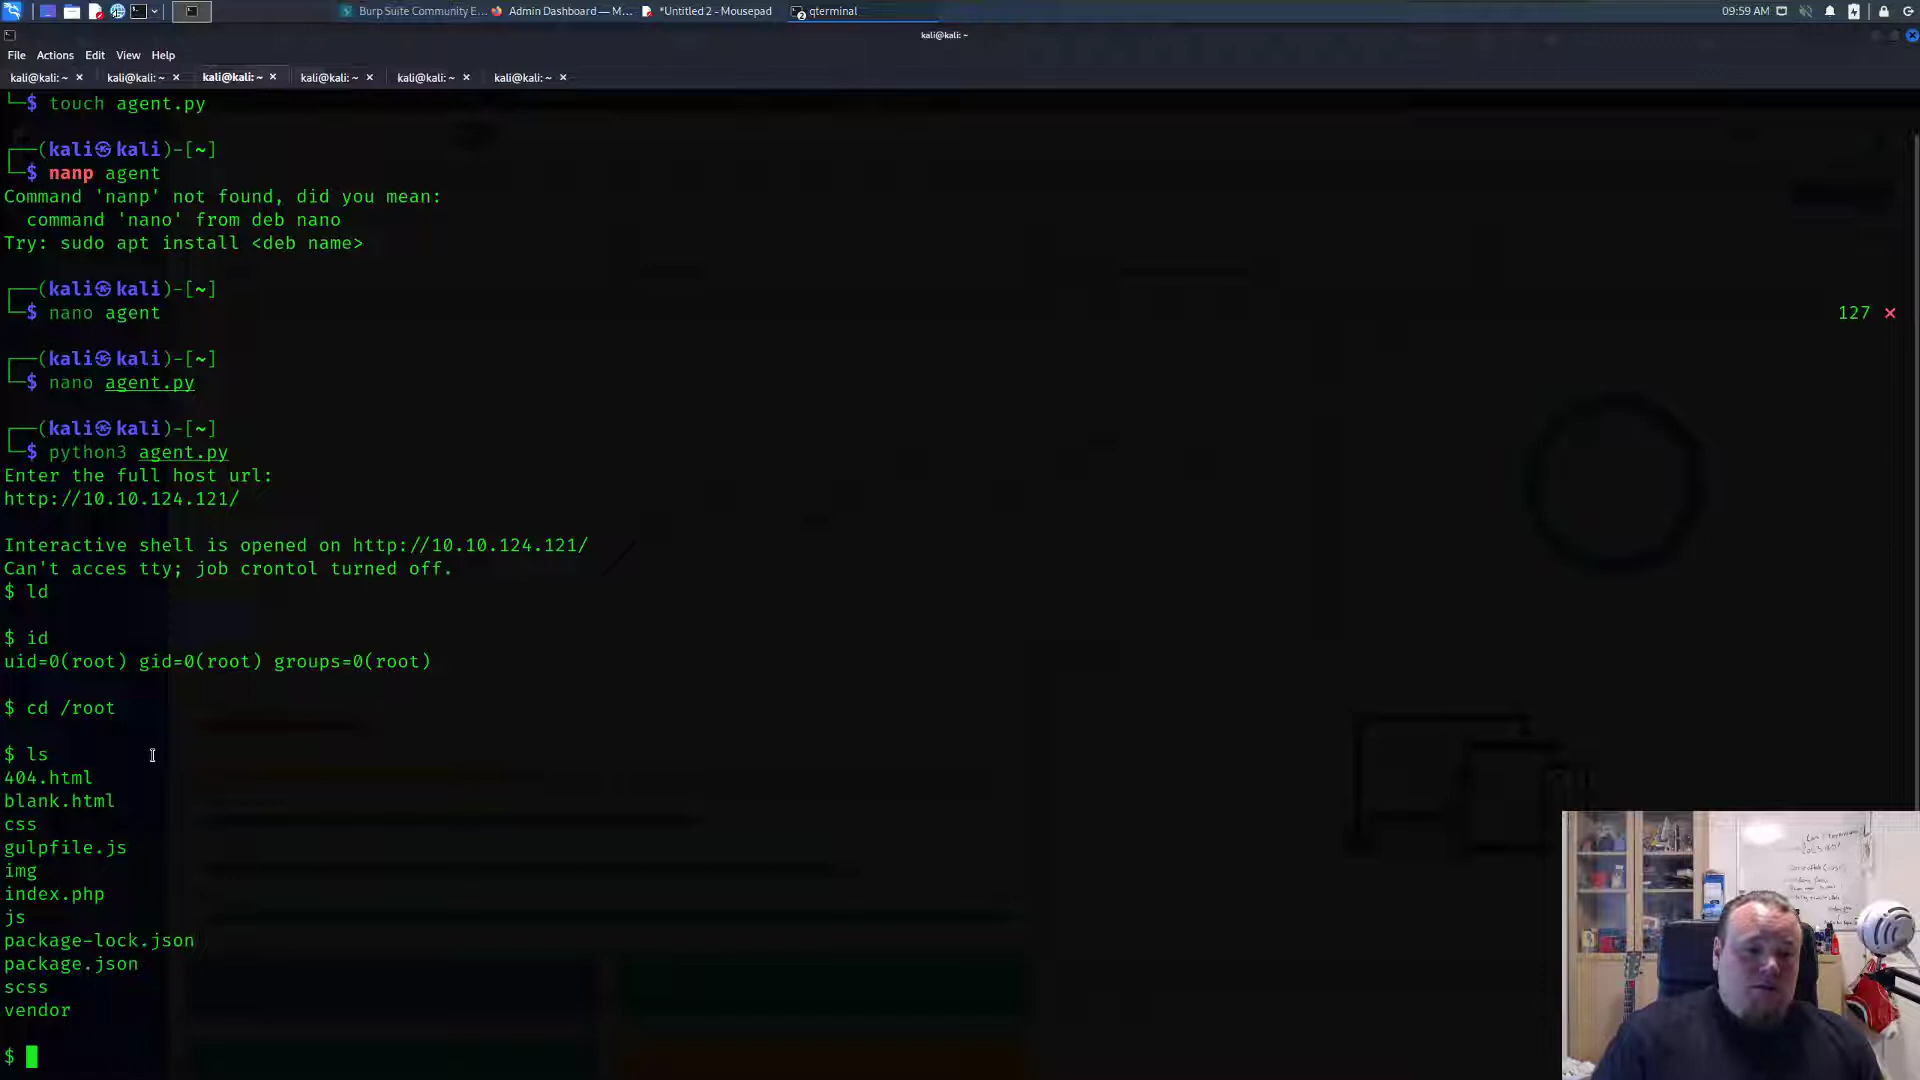 Burp Suite Community E...
Admin Dashboard — M...
*Untitled 2 - Mousepad
qterminal
09:59 AM
kali@kali: ~
File Actions Edit View Help
kali@kali: ~ × kali@kali: ~ × kali@kali: ~ × kali@kali: ~ × kali@kali: ~ × kali@kali: ~ ×
└─$ touch agent.py
┌──(kali㉿kali)-[~]
└─$ nanp agent
Command 'nanp' not found, did you mean:
command 'nano' from deb nano
Try: sudo apt install <deb name>
┌──(kali㉿kali)-[~]
└─$ nano agent
127 ×
┌──(kali㉿kali)-[~]
└─$ nano agent.py
┌──(kali㉿kali)-[~]
└─$ python3 agent.py
Enter the full host url:
http://10.10.124.121/
Interactive shell is opened on http://10.10.124.121/
Can't acces tty; job crontol turned off.
$ ld
$ id
uid=0(root) gid=0(root) groups=0(root)
$ cd /root
$ ls
404.html
blank.html
css
gulpfile.js
img
index.php
js
package-lock.json
package.json
scss
vendor
$